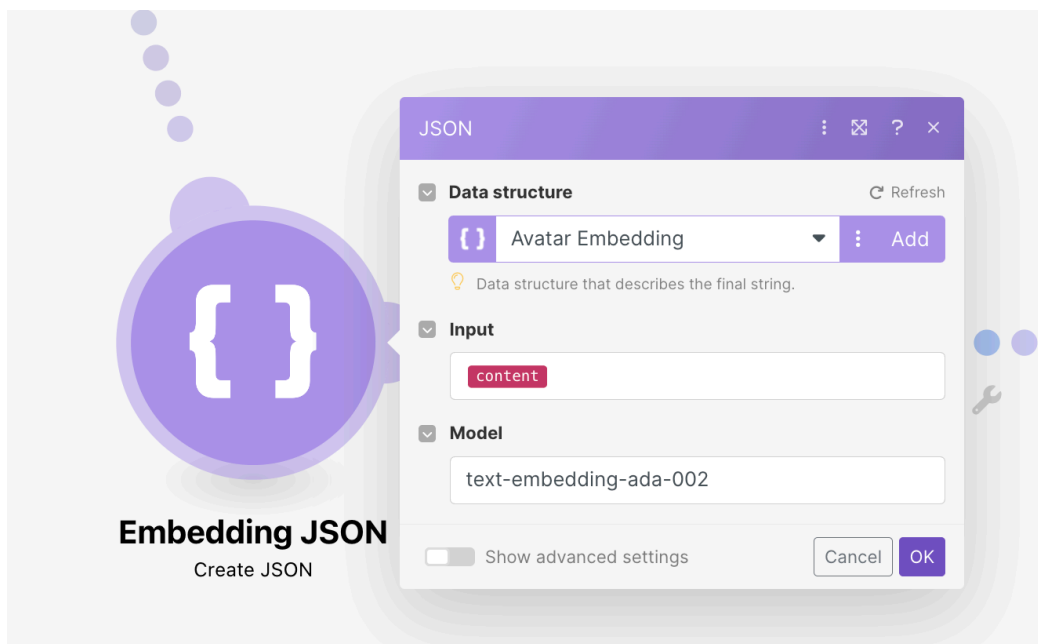 JSON
?
Data structure
Refresh
{ }
Avatar Embedding
Add
Data structure that describes the final string.
Input
content
Model
text-embedding-ada-002
Show advanced settings
Cancel
OK
{ }
Embedding JSON
Create JSON